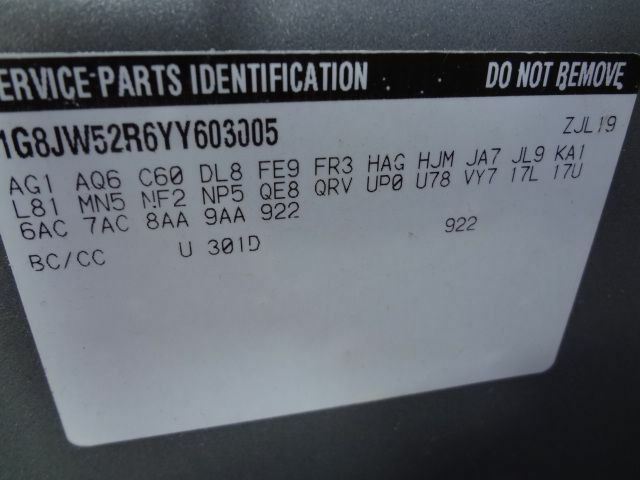 ERVICE PARTS IDENTIFICATION DO NOT REMOVE
1G8JW52R6YY603005 ZJL19
AG1 AQ6 C60 DL8 FE9 FR3 HAG HJM JA7 JL9 KA1
L81 MN5 NF2 NP5 QE8 QRV UP0 U78 VY7 17L 17U
6AC 7AC 8AA 9AA 922
BC/CC U 301D 922